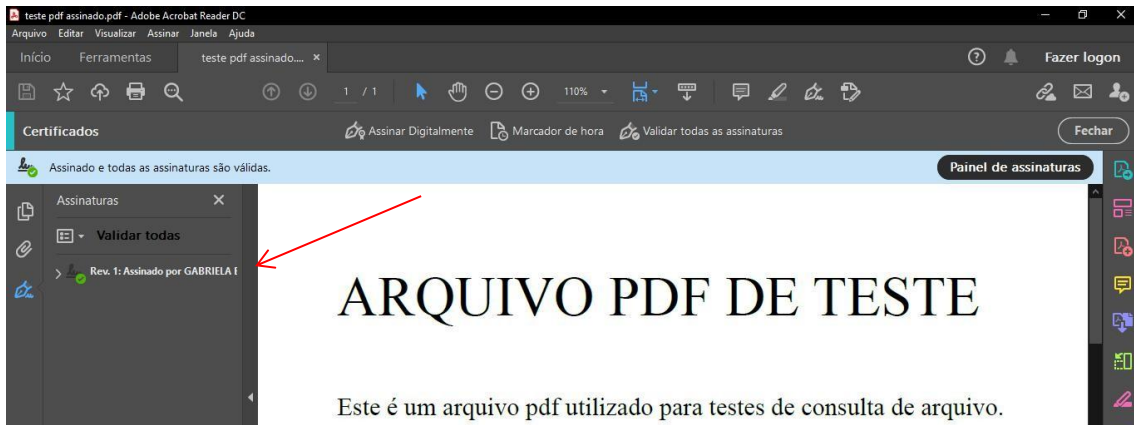 teste pdf assinado.pdf - Adobe Acrobat Reader DC
Arquivo Editar Visualizar Assinar Janela Ajuda
Início Ferramentas teste pdf assinado.... × Fazer logon
1 / 1 110%
Certificados Assinar Digitalmente Marcador de hora Validar todas as assinaturas Fechar
Assinado e todas as assinaturas são válidas. Painel de assinaturas
Assinaturas
Validar todas
Rev. 1: Assinado por GABRIELA
ARQUIVO PDF DE TESTE
Este é um arquivo pdf utilizado para testes de consulta de arquivo.